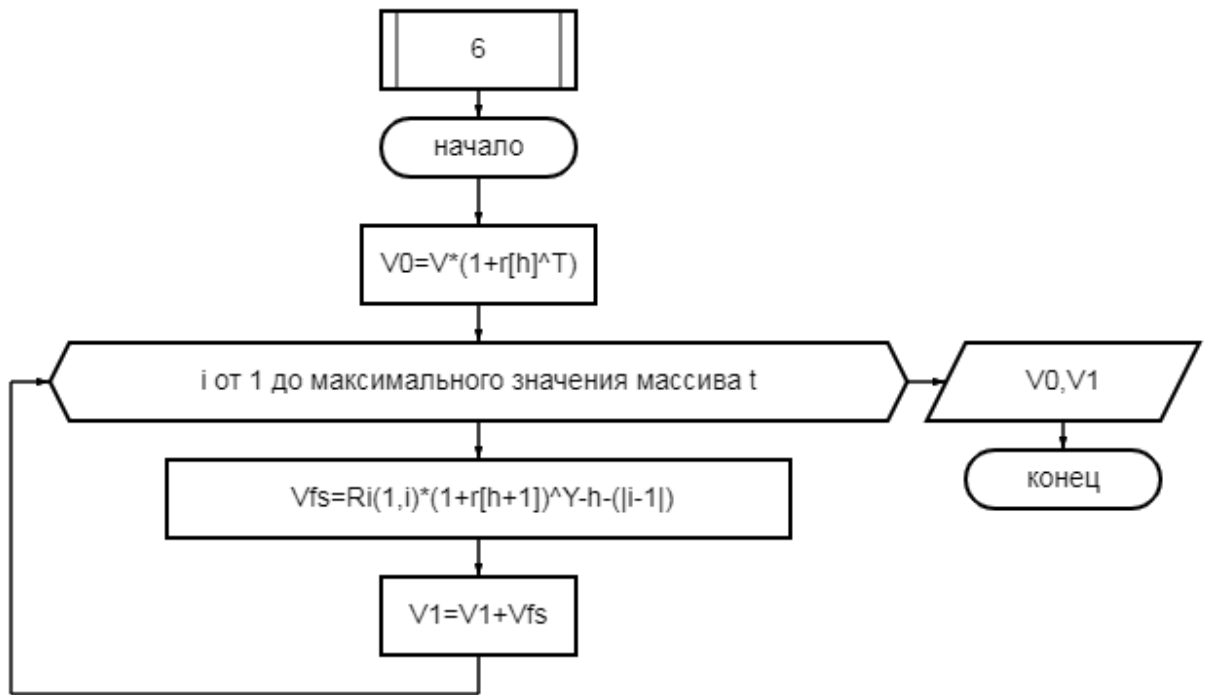 6
начало
V0=V*(1+r[h]^T)
i от 1 до максимального значения массива t
V0,V1
Vfs=Ri(1,i)*(1+r[h+1])^Y-h-(|i-1|)
конец
V1=V1+Vfs